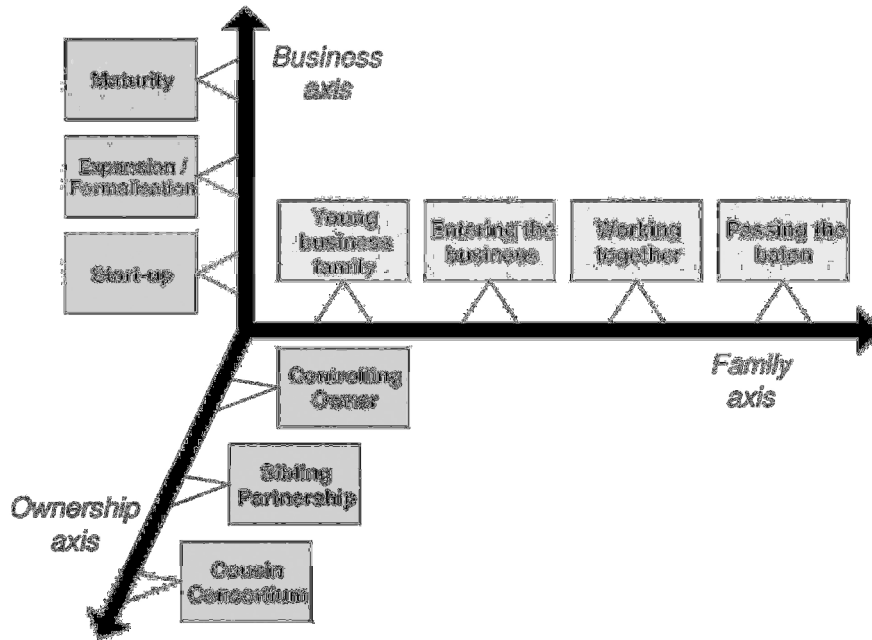 Business
axis
Maturity
Expansion /
Formalisation
Start-up
Young
business
family
Entering the
business
Working
together
Passing the
baton
Family
axis
Controlling
Owner
Sibling
Partnership
Ownership
axis
Cousin
Consortium